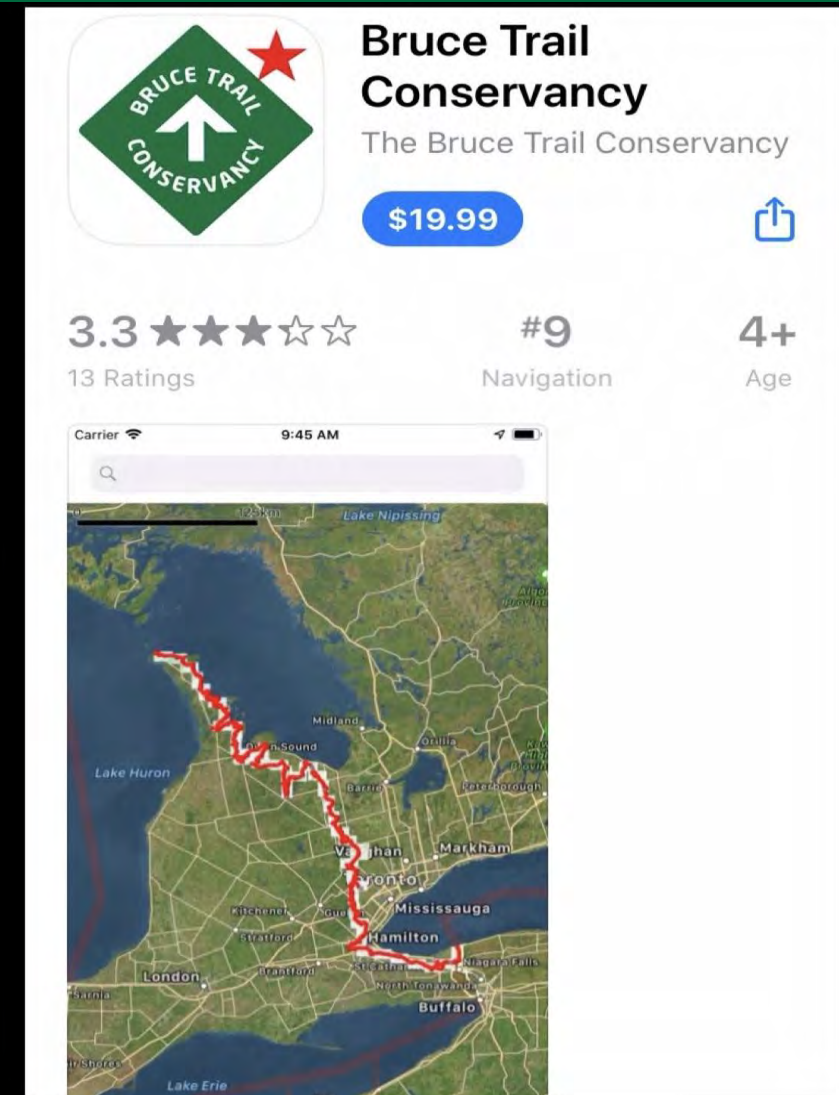 BRUCE TRAIL
CONSERVANCY
Bruce Trail
Conservancy
The Bruce Trail Conservancy
$19.99
3.3
#9
4+
13 Ratings
Navigation
Age
Carrier
9:45 AM
125km
Lake Nipissing
Midland
Orillia
Sound
Lake Huron
Barrie
Peterborough
Markham
Kitchener
Mississauga
Stratford
Hamilton
Brantford
Niagara Falls
London
North Tonawanda
Buffalo
Lake Erie